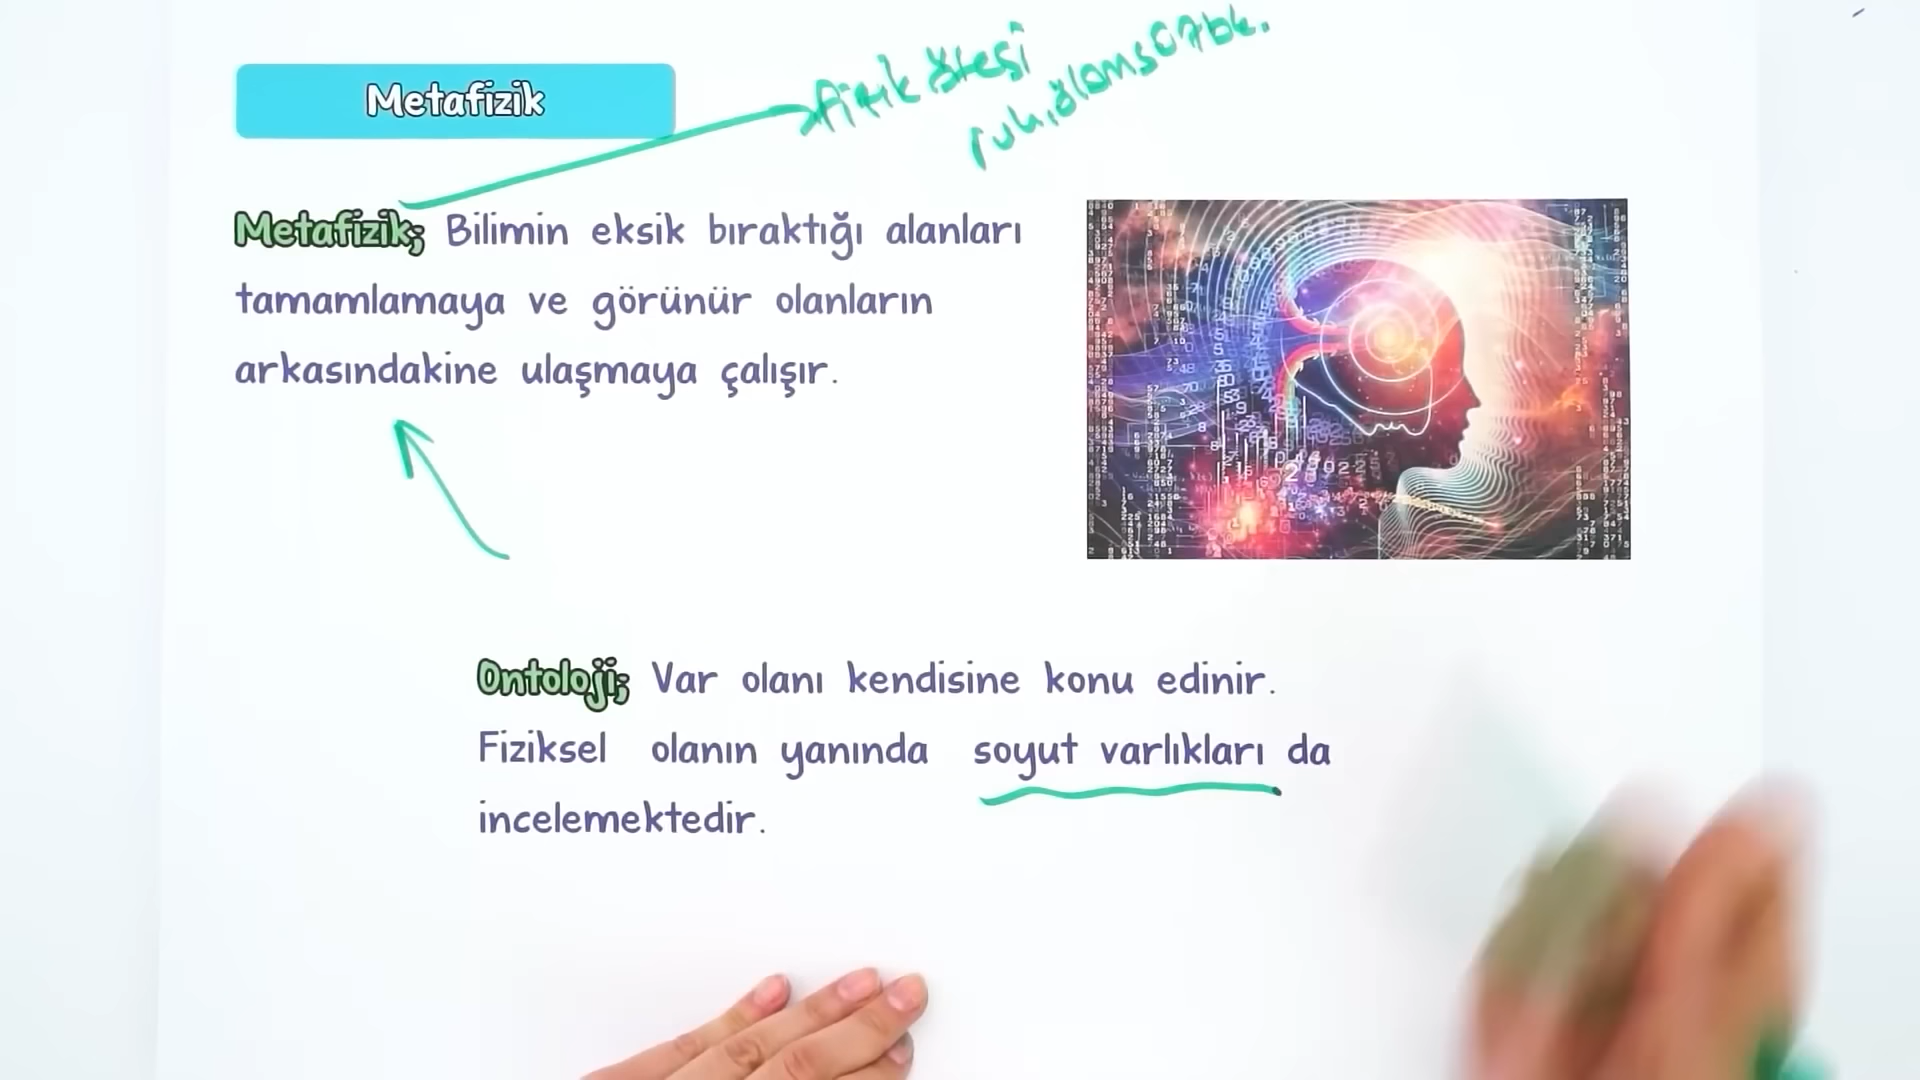 Metafizik
fizik ötesi
ruh, ölümsüzlük.
Metafizik; Bilimin eksik bıraktığı alanları
tamamlamaya ve görünür olanların
arkasındakine ulaşmaya çalışır.
Ontoloji; Var olanı kendisine konu edinir.
Fiziksel olanın yanında soyut varlıkları da
incelemektedir.